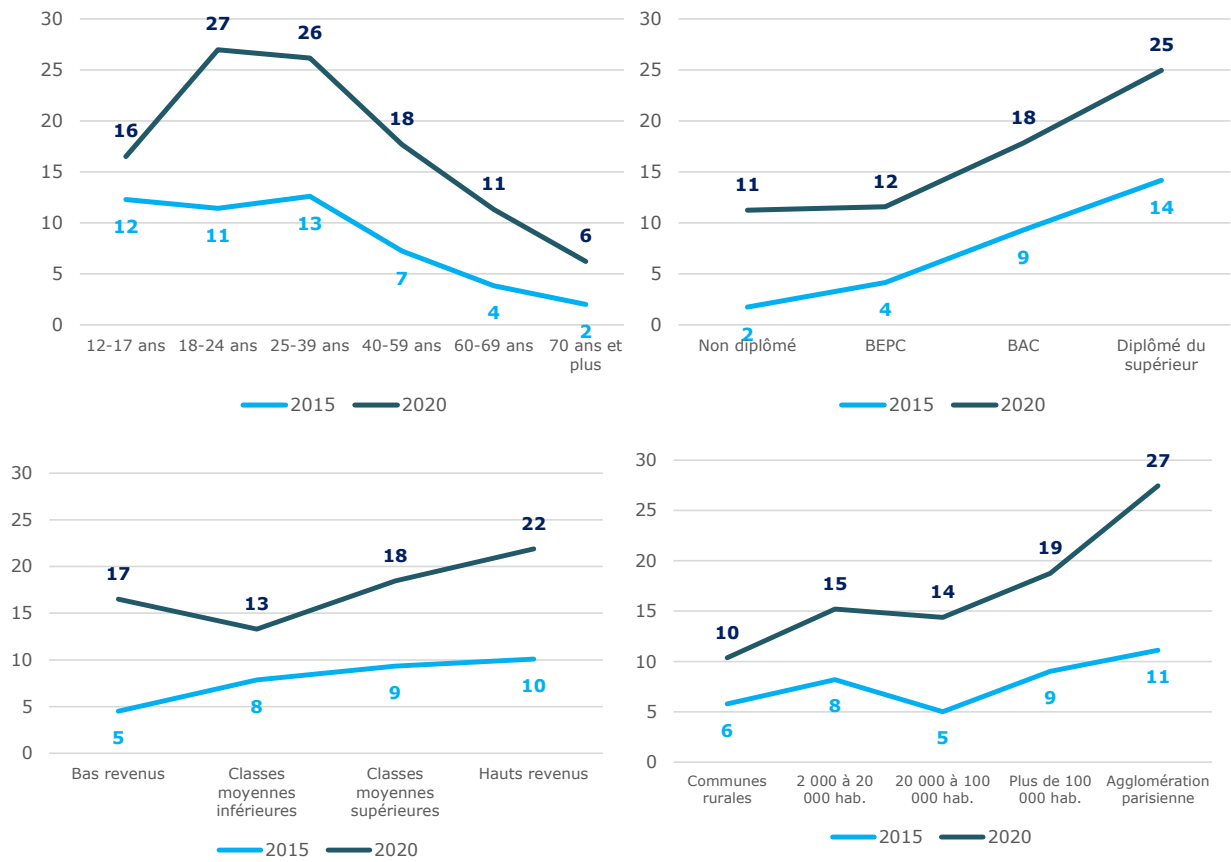 30
25
20
15
10
5
0
16
27
26
18
11
6
12
11
13
7
4
2
12-17 ans
18-24 ans
25-39 ans
40-59 ans
60-69 ans
70 ans et
plus
2015
2020
30
25
20
15
10
5
0
11
12
18
25
2
4
9
14
Non diplômé
BEPC
BAC
Diplômé du
supérieur
2015
2020
30
25
20
15
10
5
0
17
13
18
22
5
8
9
10
Bas revenus
Classes
moyennes
inférieures
Classes
moyennes
supérieures
Hauts revenus
2015
2020
30
25
20
15
10
5
0
10
15
14
19
27
6
8
5
9
11
Communes
rurales
2 000 à 20
000 hab.
20 000 à 100
000 hab.
Plus de 100
000 hab.
Agglomération
parisienne
2015
2020